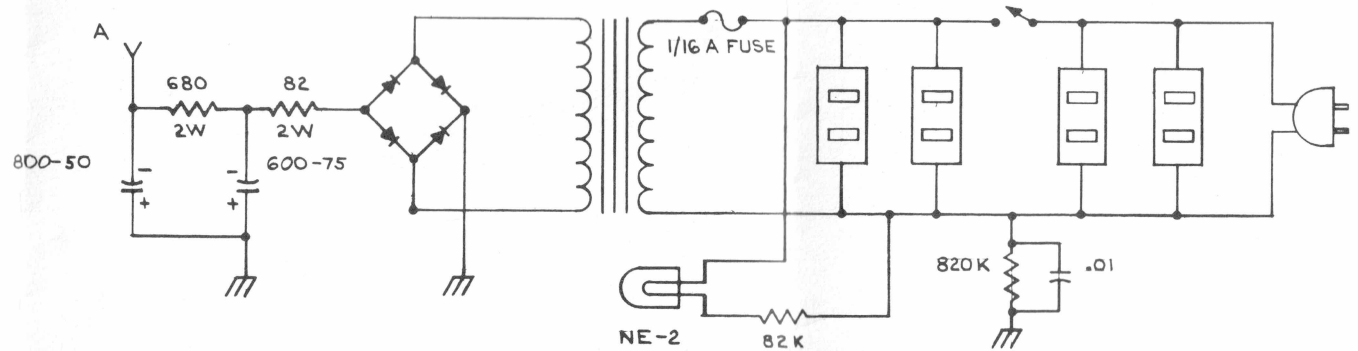 A
680
2W
82
2W
800-50
-
+
-
+
600-75
1/16 A FUSE
NE-2
82K
820K
.01